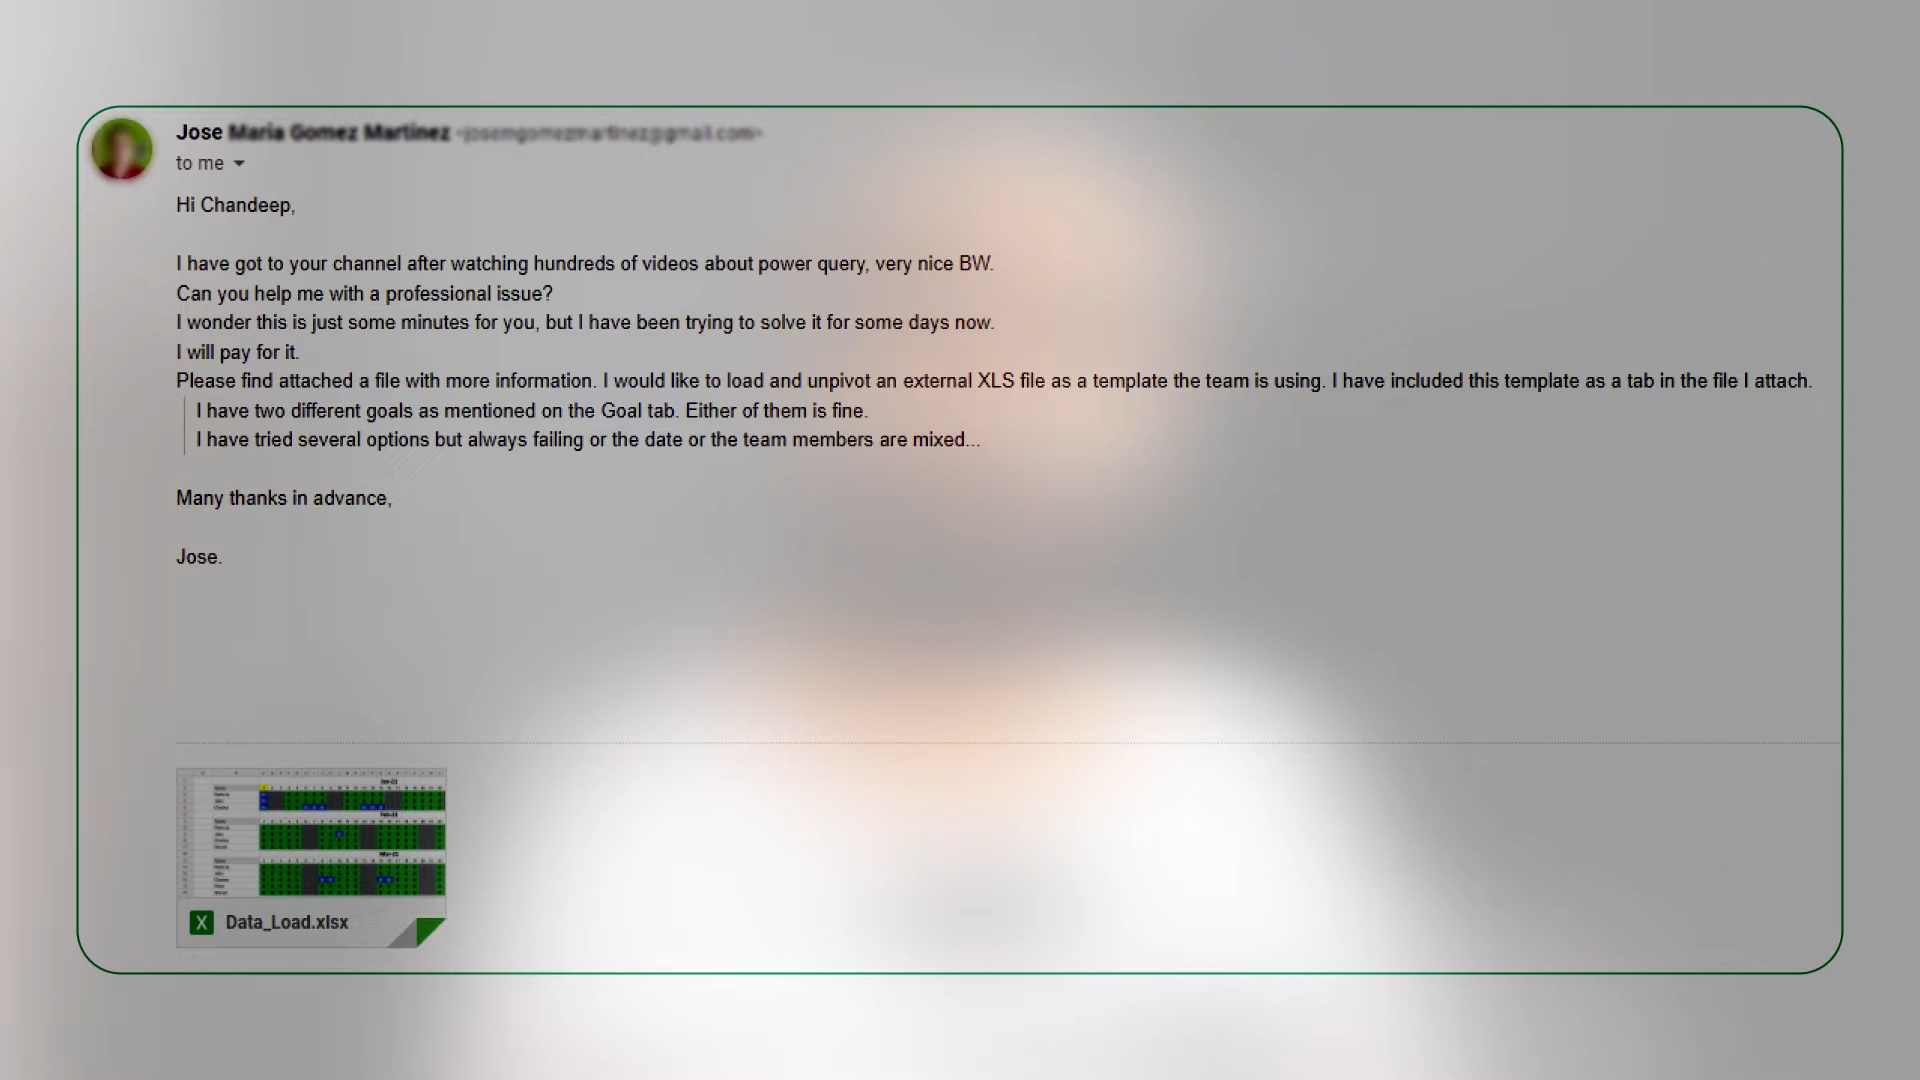 Jose Maria Gomez Martinez
to me
Hi Chandeep,
I have got to your channel after watching hundreds of videos about power query, very nice BW.
Can you help me with a professional issue?
I wonder this is just some minutes for you, but I have been trying to solve it for some days now.
I will pay for it.
Please find attached a file with more information. I would like to load and unpivot an external XLS file as a template the team is using. I have included this template as a tab in the file I attach.
I have two different goals as mentioned on the Goal tab. Either of them is fine.
I have tried several options but always failing or the date or the team members are mixed...
Many thanks in advance,
Jose.
Data_Load.xlsx